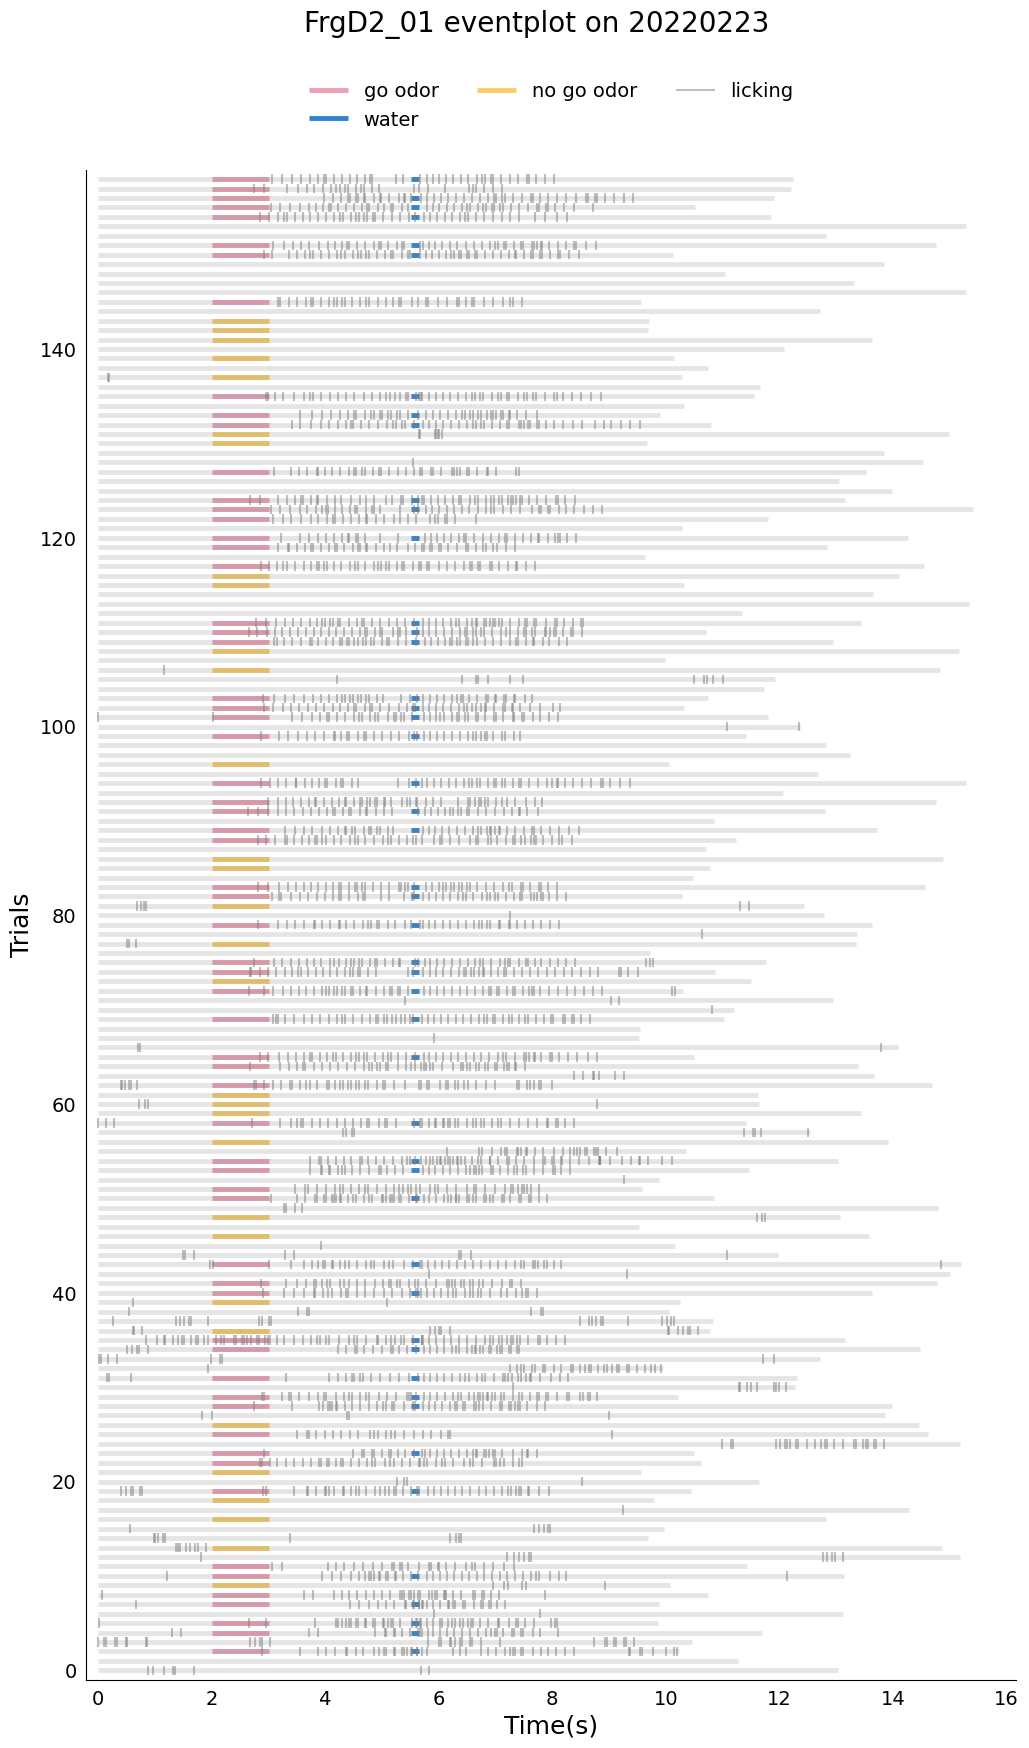 FrgD2_01 eventplot on 20220223
go odor
no go odor
licking
water
140
120
100
80
60
40
20
0
Trials
0 2 4 6 8 10 12 14 16
Time(s)